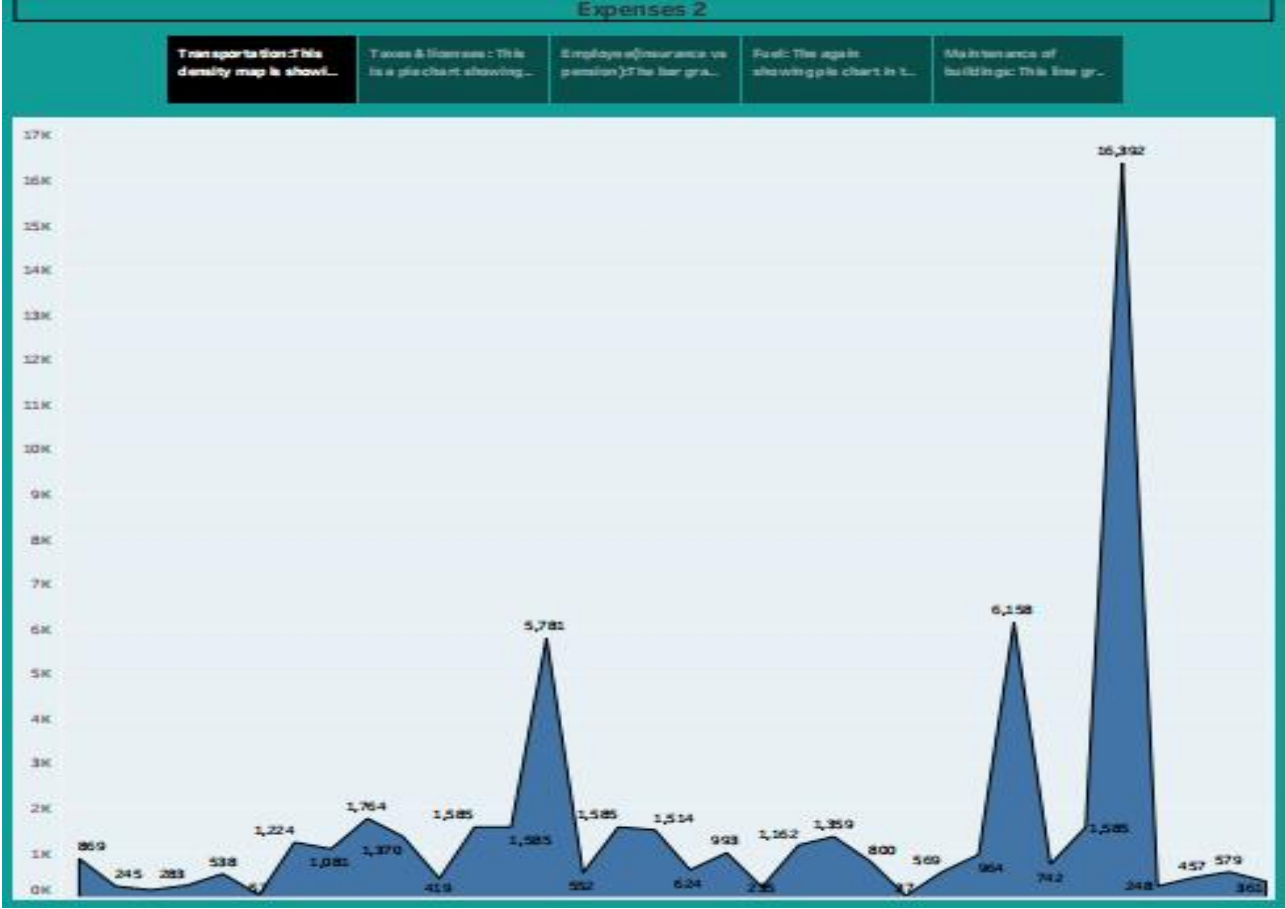 Expenses 2
Transportation:This
density map is showi...
Taxes & licenses : This
is a pie chart showing...
Employee(insurance vs
pension):The bar gra...
Fuel: The again
showing pie chart in t...
Maintenance of
buildings: This line gr...
17K
16,392
16K
15K
14K
13K
12K
11K
10K
9K
8K
7K
6,158
6K
5,781
5K
4K
3K
2K
1,764
1,585
1,585
1,514
1,224
1,359
1,162
1,585
1,585
993
1K
869
1,081
1,370
800
538
569
457
579
964
245
283
742
0K
419
552
624
248
361